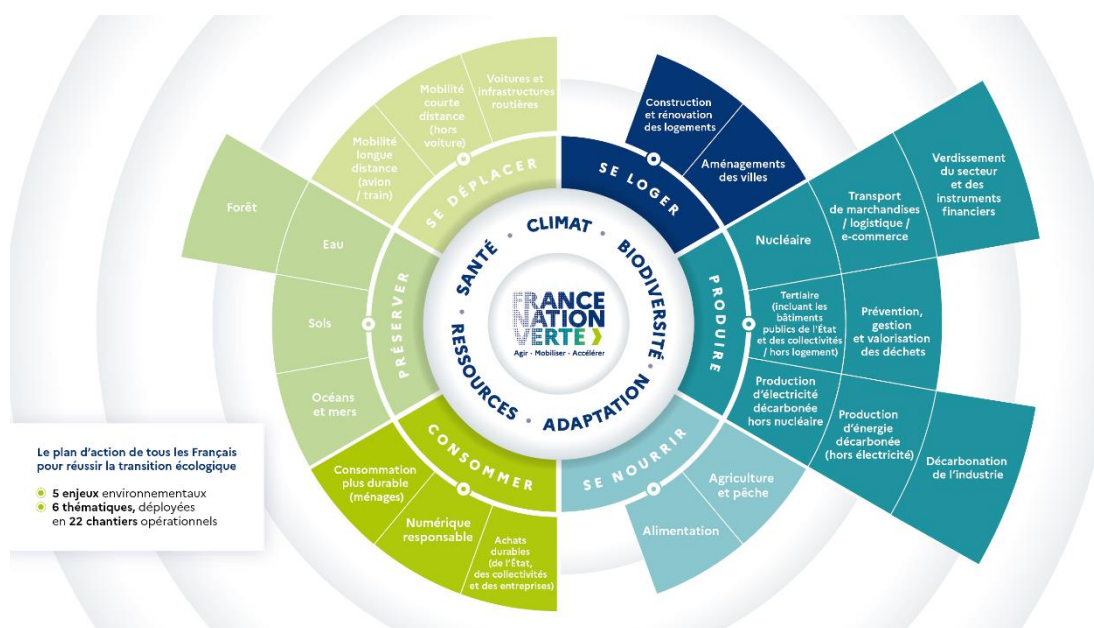 Voitures et
infrastructures
routières
Mobilité
courte
distance
(hors
voiture)
Mobilité
longue
distance
(avion
/ train)
SE DÉPLACER
Construction
et rénovation
des logements
Aménagements
des villes
SE LOGER
Verdissement
du secteur
et des
instruments
financiers
Transport
de marchandises
/ logistique /
e-commerce
Nucléaire
Tertiaire
(incluant les
bâtiments
publics de l'État
et des collectivités
/ hors logement)
Prévention,
gestion
et valorisation
des déchets
Production
d'électricité
décarbonée
hors nucléaire
Production
d'énergie
décarbonée
(hors électricité)
Décarbonation
de l'industrie
PRODUIRE
Agriculture
et pêche
Alimentation
SE NOURRIR
Achats
durables
(de l'État,
des collectivités
et des entreprises)
Numérique
responsable
Consommation
plus durable
(ménages)
CONSOMMER
Océans
et mers
Sols
Eau
Forêt
PRÉSERVER
SANTÉ • CLIMAT • BIODIVERSITÉ • ADAPTATION • RESSOURCES
FRANCE
NATION
VERTE
Agir • Mobiliser • Accélérer
Le plan d'action de tous les Français
pour réussir la transition écologique
5 enjeux environnementaux
6 thématiques, déployées
en 22 chantiers opérationnels